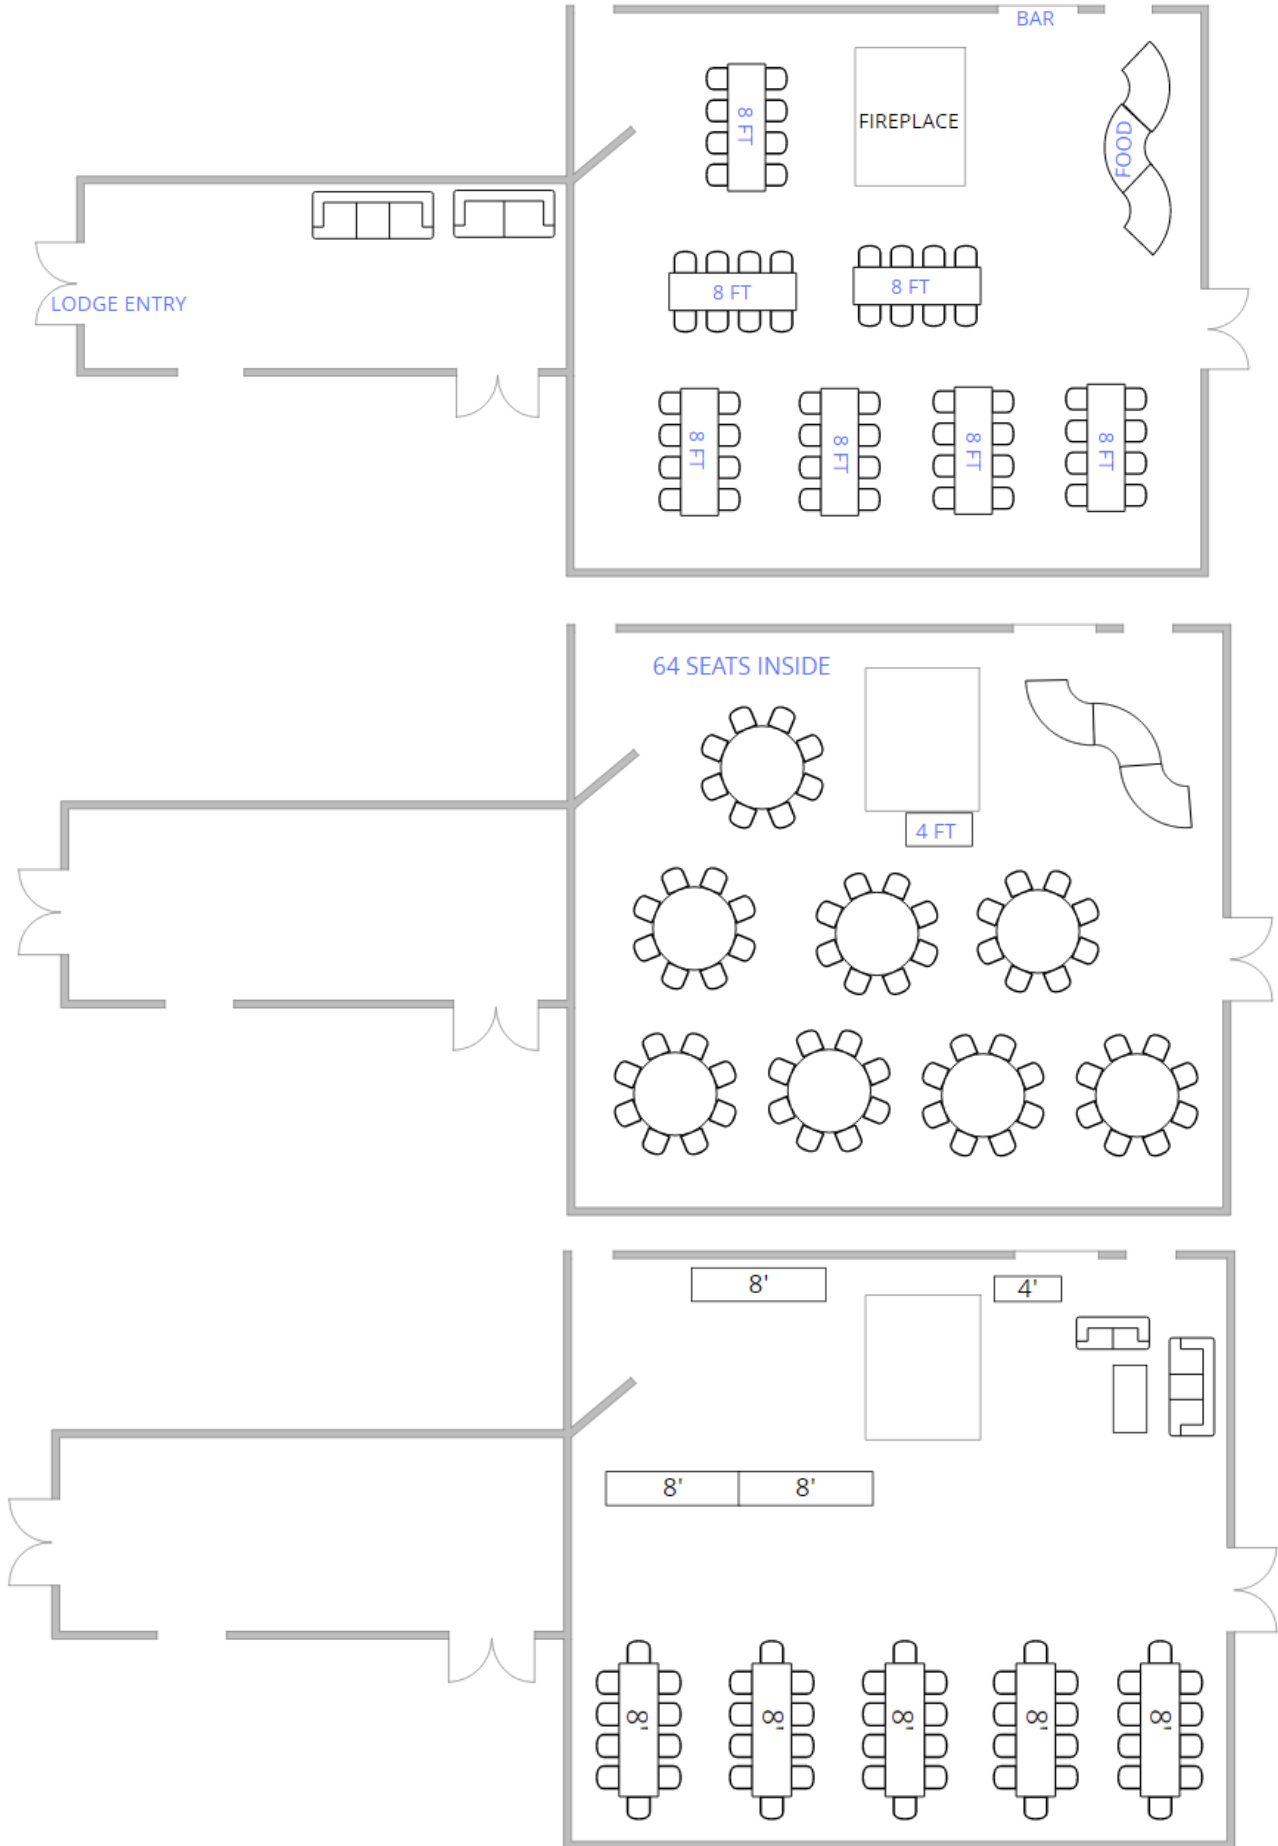 BAR
8 FT
FIREPLACE
FOOD
LODGE ENTRY
8 FT
8 FT
8 FT
8 FT
8 FT
8 FT
64 SEATS INSIDE
4 FT
8'
4'
8'
8'
8'
8'
8'
8'
8'